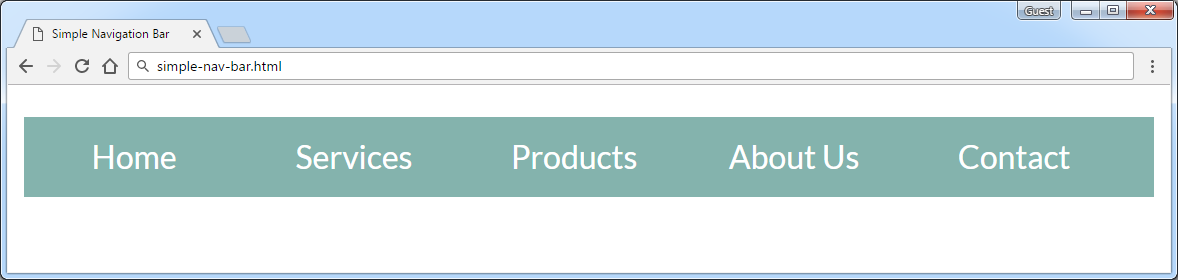 Guest
Simple Navigation Bar
simple-nav-bar.html
Home Services Products About Us Contact